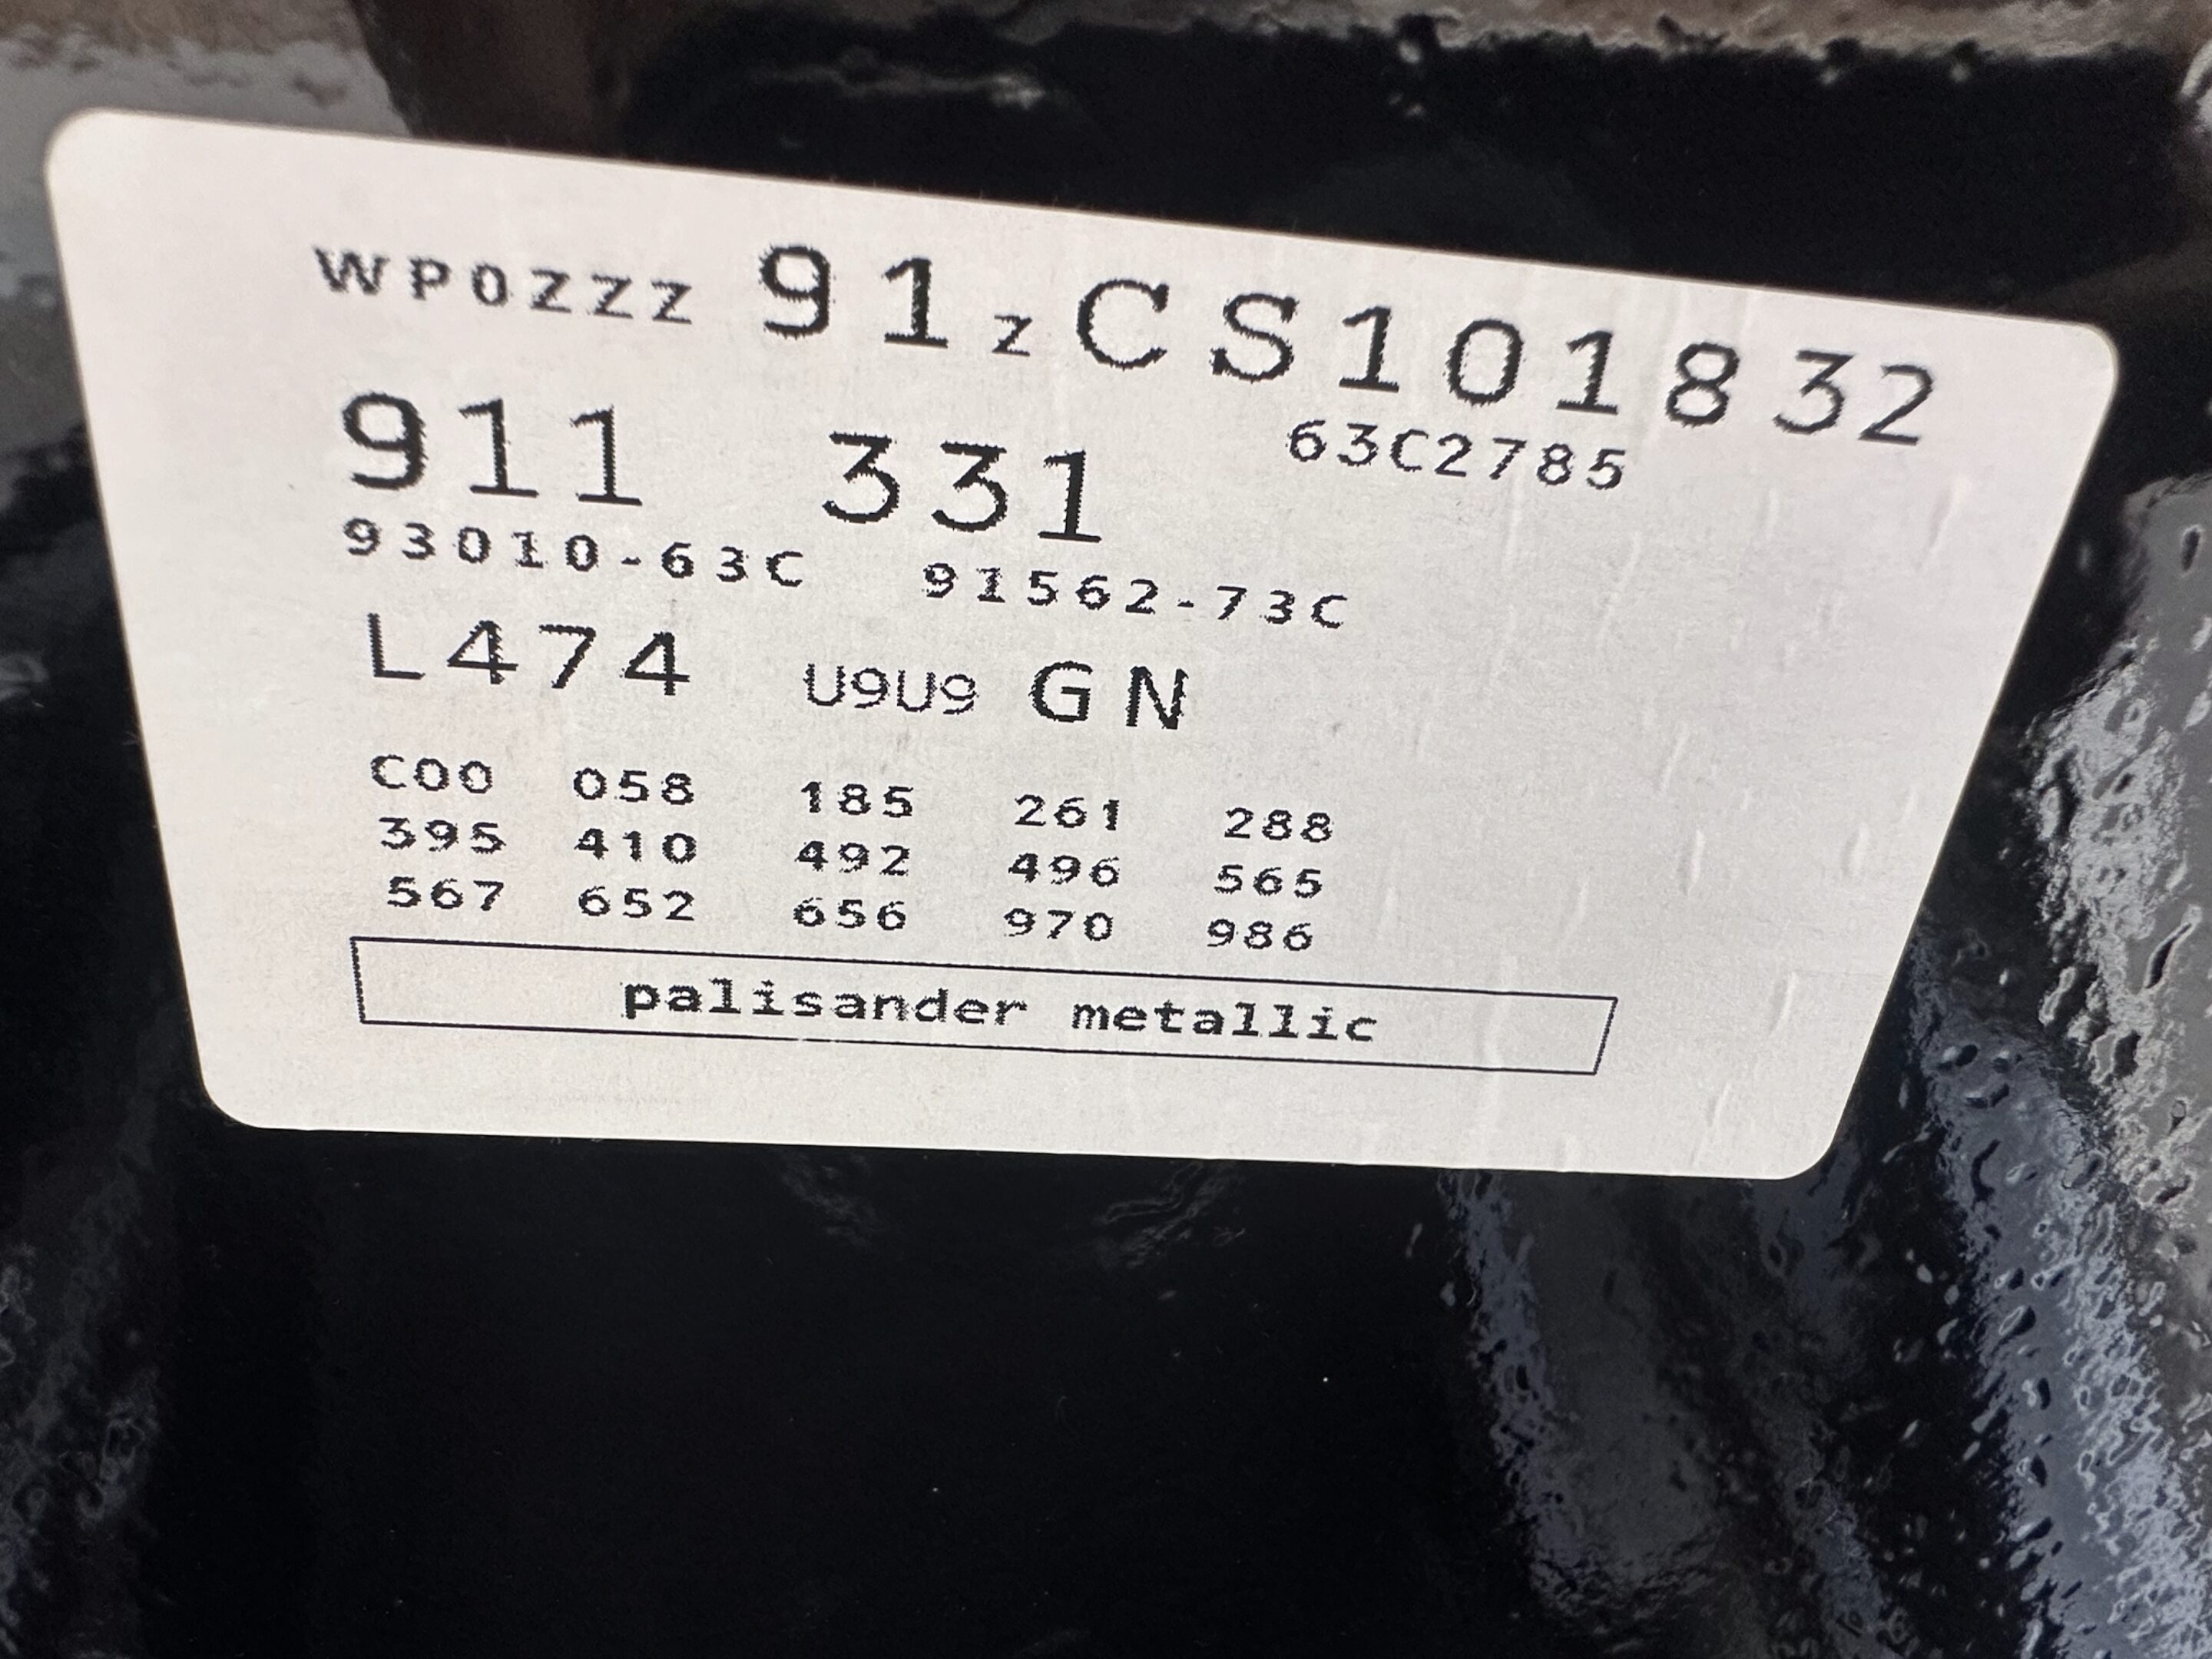 WP0ZZZ 91ZCS101832
911 331 63C2785
93010-63C 91562-73C
L474 U9U9 GN
C00 058 185 261 288
395 410 492 496 565
567 652 656 970 986
palisander metallic